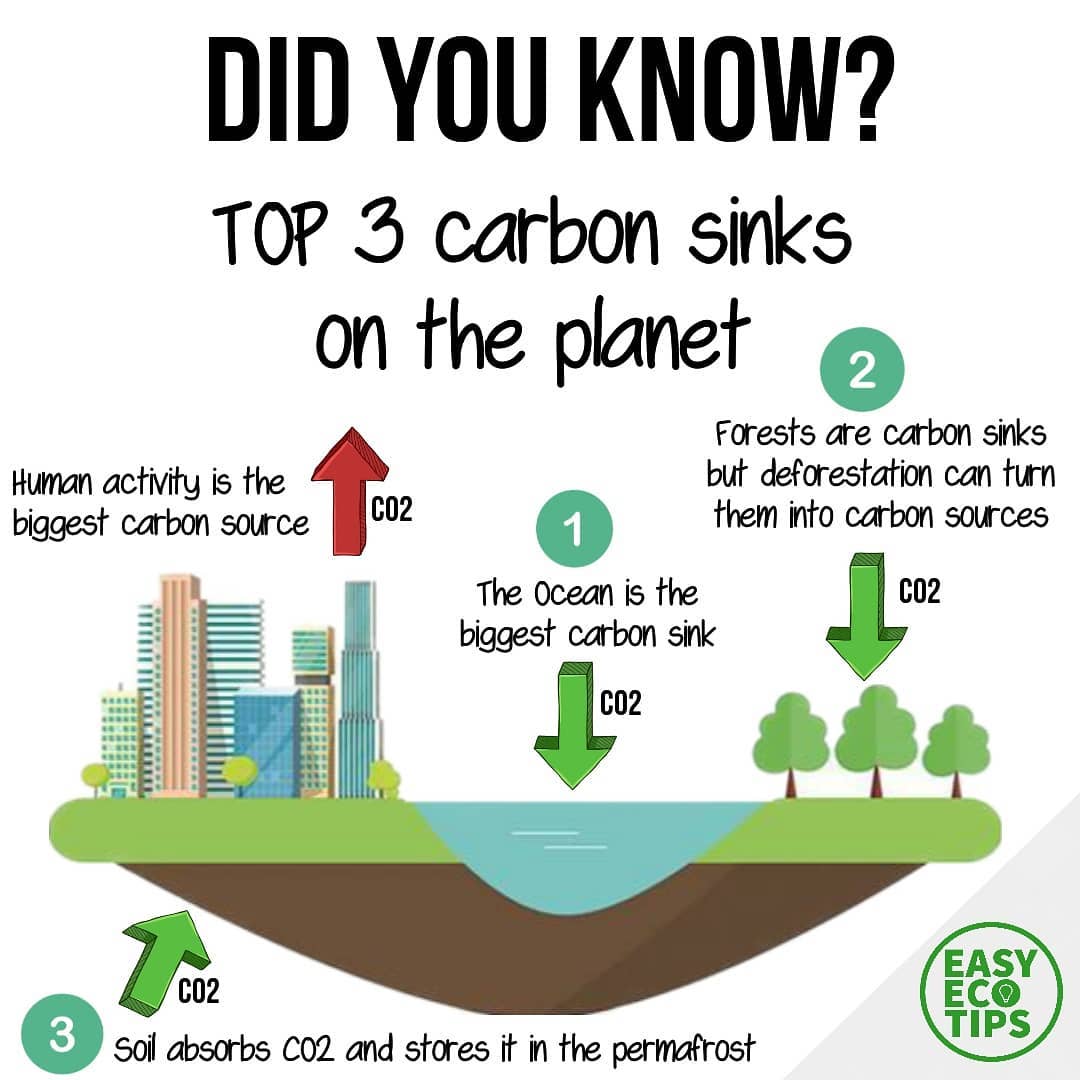 DID YOU KNOW?
TOP 3 carbon sinks
on the planet
2
Forests are carbon sinks
but deforestation can turn
them into carbon sources
CO2
Human activity is the
biggest carbon source
CO2
1
The Ocean is the
biggest carbon sink
CO2
CO2
3
Soil absorbs CO2 and stores it in the permafrost
EASY
ECO
TIPS